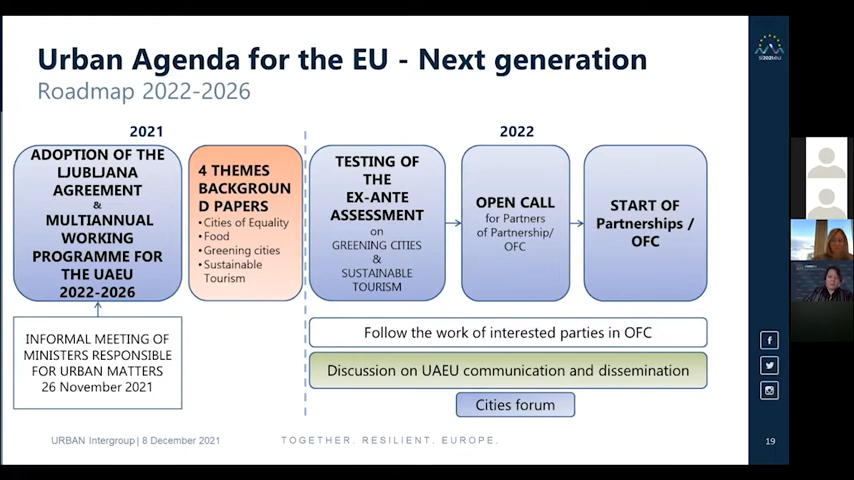 Urban Agenda for the EU - Next generation
Roadmap 2022-2026
2021
2022
ADOPTION OF THE
LJUBLJANA
AGREEMENT
&
MULTIANNUAL
WORKING
PROGRAMME FOR
THE UAEU
2022-2026
4 THEMES
BACKGROUN
D PAPERS
• Cities of Equality
• Food
• Greening cities
• Sustainable
Tourism
TESTING OF
THE
EX-ANTE
ASSESSMENT
on
GREENING CITIES
&
SUSTAINABLE
TOURISM
OPEN CALL
for Partners
of Partnership/
OFC
START OF
Partnerships /
OFC
INFORMAL MEETING OF
MINISTERS RESPONSIBLE
FOR URBAN MATTERS
26 November 2021
Follow the work of interested parties in OFC
Discussion on UAEU communication and dissemination
Cities forum
URBAN Intergroup| 8 December 2021
TOGETHER. RESILIENT. EUROPE.
19
si2021.eu